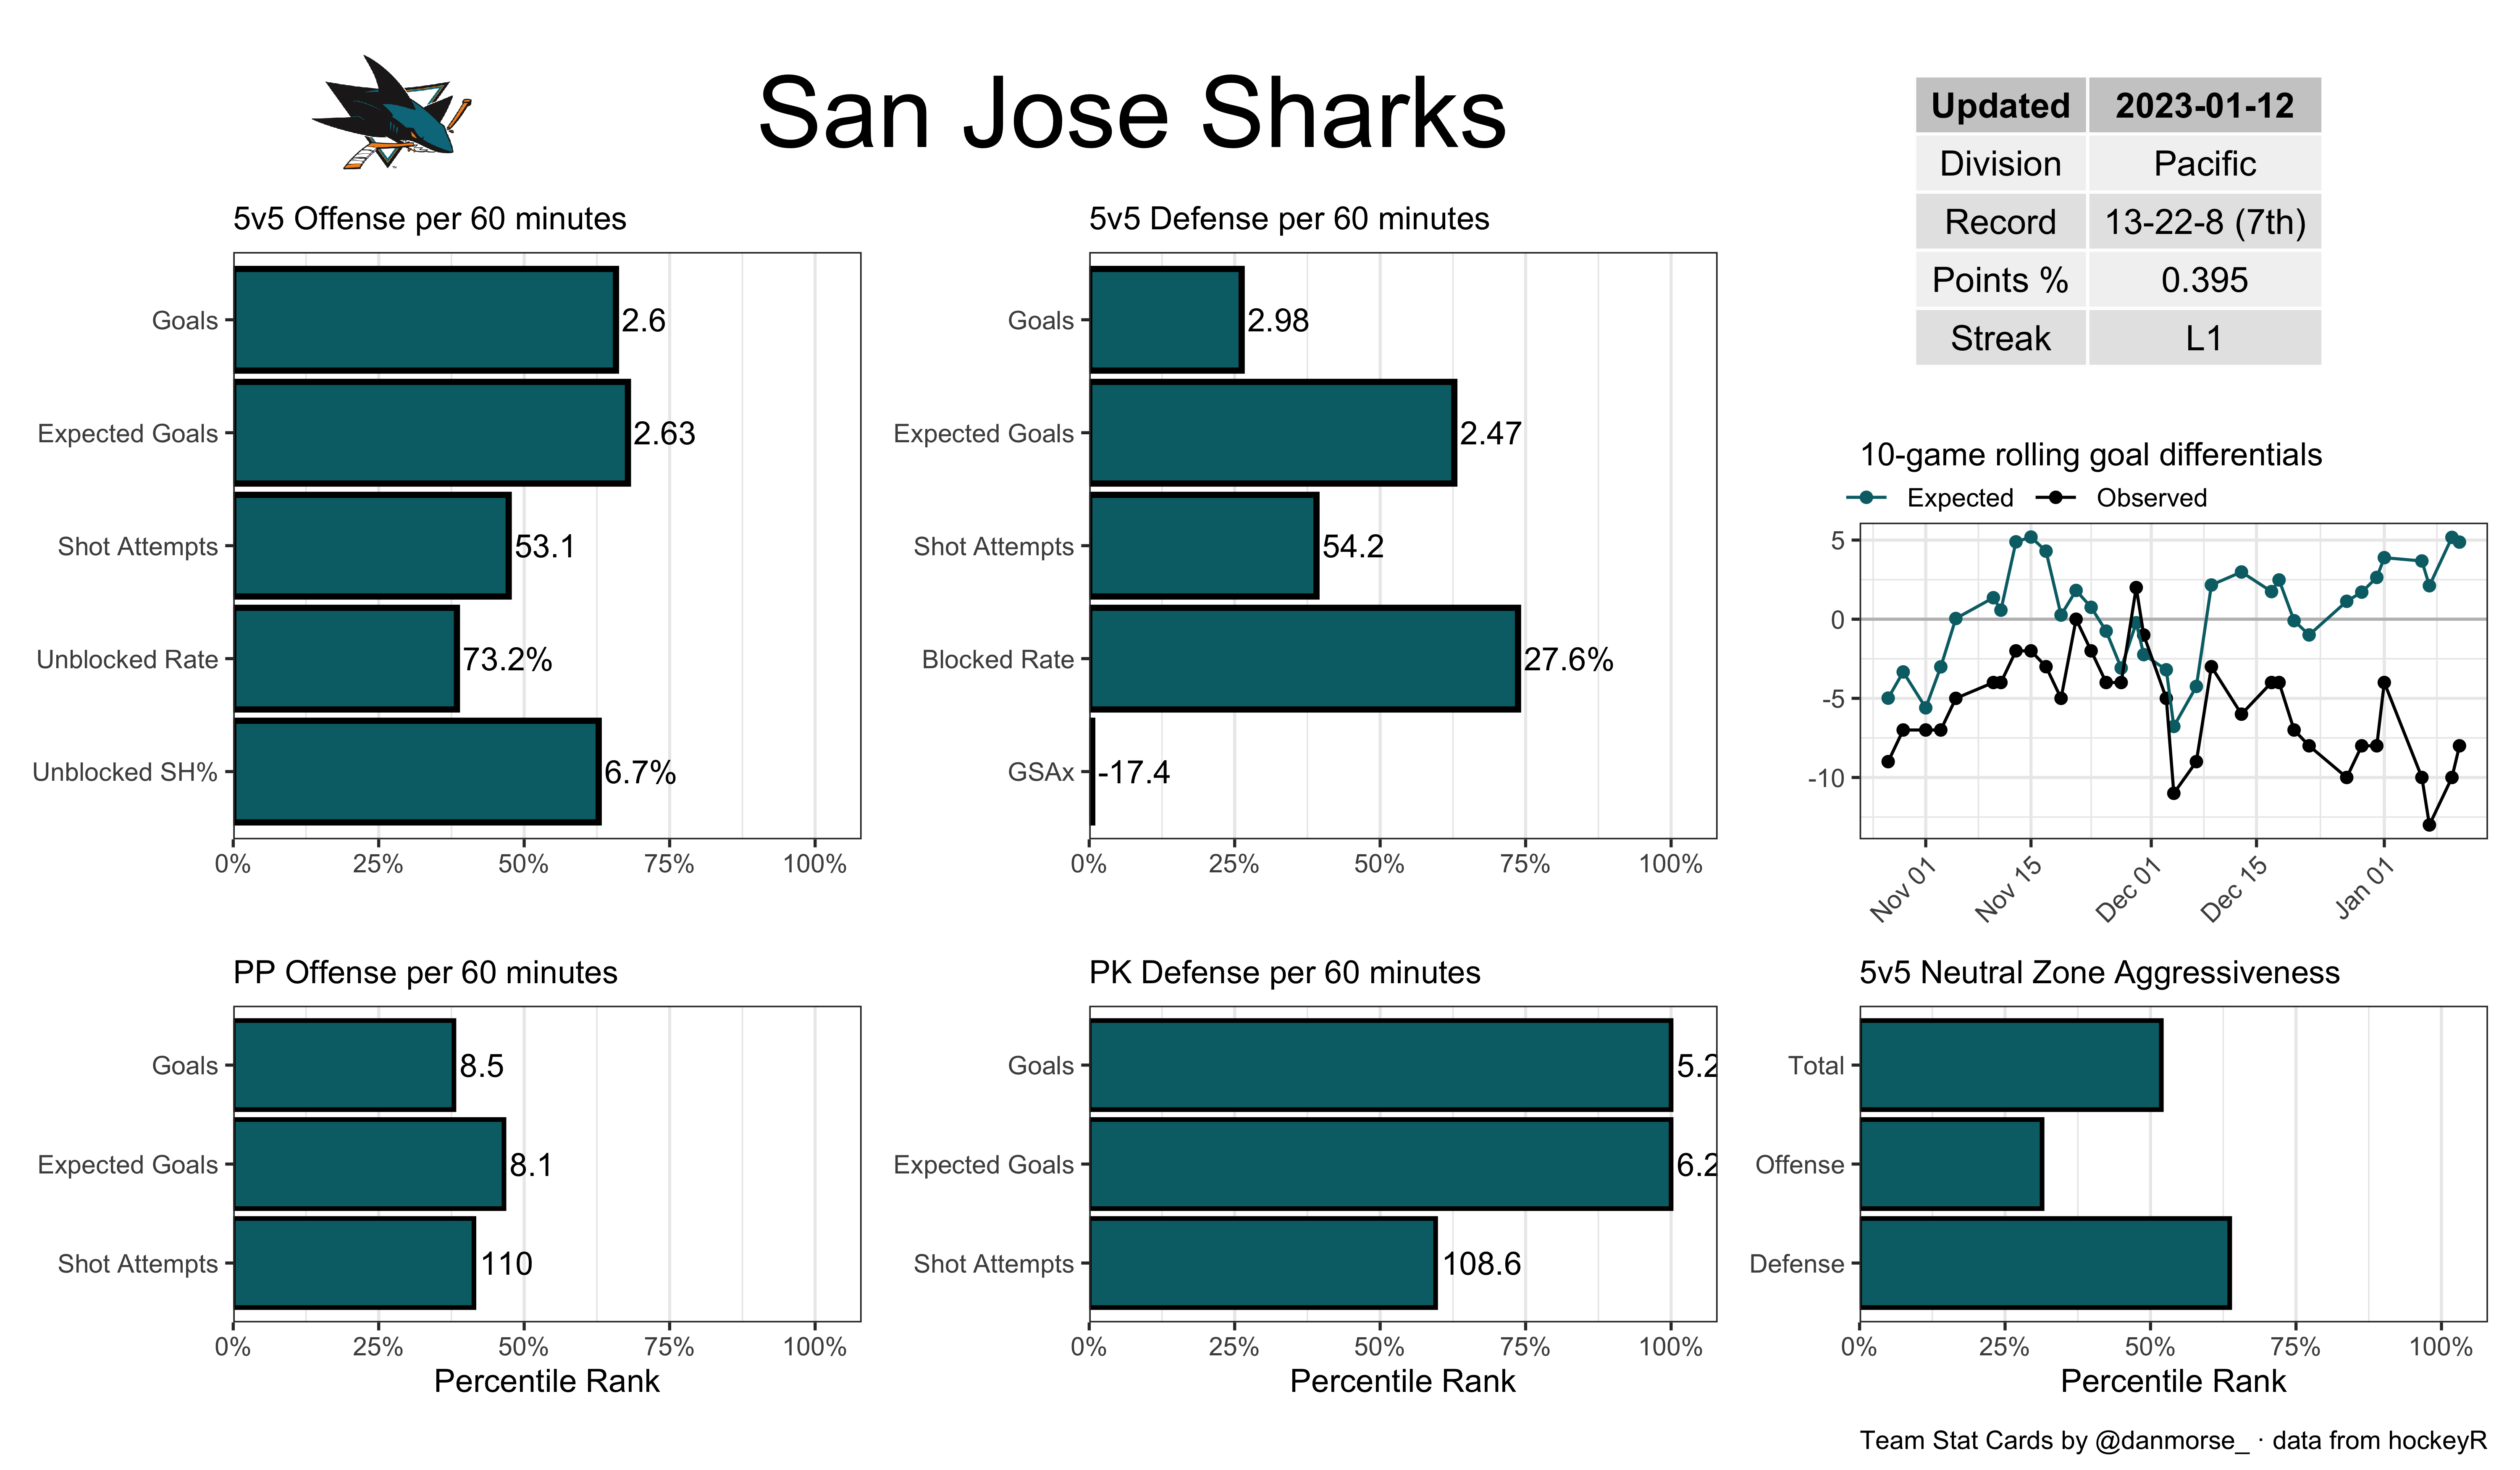 San Jose Sharks
Updated 2023-01-12
Division Pacific
Record 13-22-8 (7th)
Points % 0.395
Streak L1
5v5 Offense per 60 minutes
Goals 2.6
Expected Goals 2.63
Shot Attempts 53.1
Unblocked Rate 73.2%
Unblocked SH% 6.7%
0% 25% 50% 75% 100%
5v5 Defense per 60 minutes
Goals 2.98
Expected Goals 2.47
Shot Attempts 54.2
Blocked Rate 27.6%
GSAx -17.4
0% 25% 50% 75% 100%
10-game rolling goal differentials
Expected Observed
5
0
-5
-10
Nov 01 Nov 15 Dec 01 Dec 15 Jan 01
PP Offense per 60 minutes
Goals 8.5
Expected Goals 8.1
Shot Attempts 110
0% 25% 50% 75% 100%
Percentile Rank
PK Defense per 60 minutes
Goals 5.2
Expected Goals 6.2
Shot Attempts 108.6
0% 25% 50% 75% 100%
Percentile Rank
5v5 Neutral Zone Aggressiveness
Total
Offense
Defense
0% 25% 50% 75% 100%
Percentile Rank
Team Stat Cards by @danmorse_ · data from hockeyR